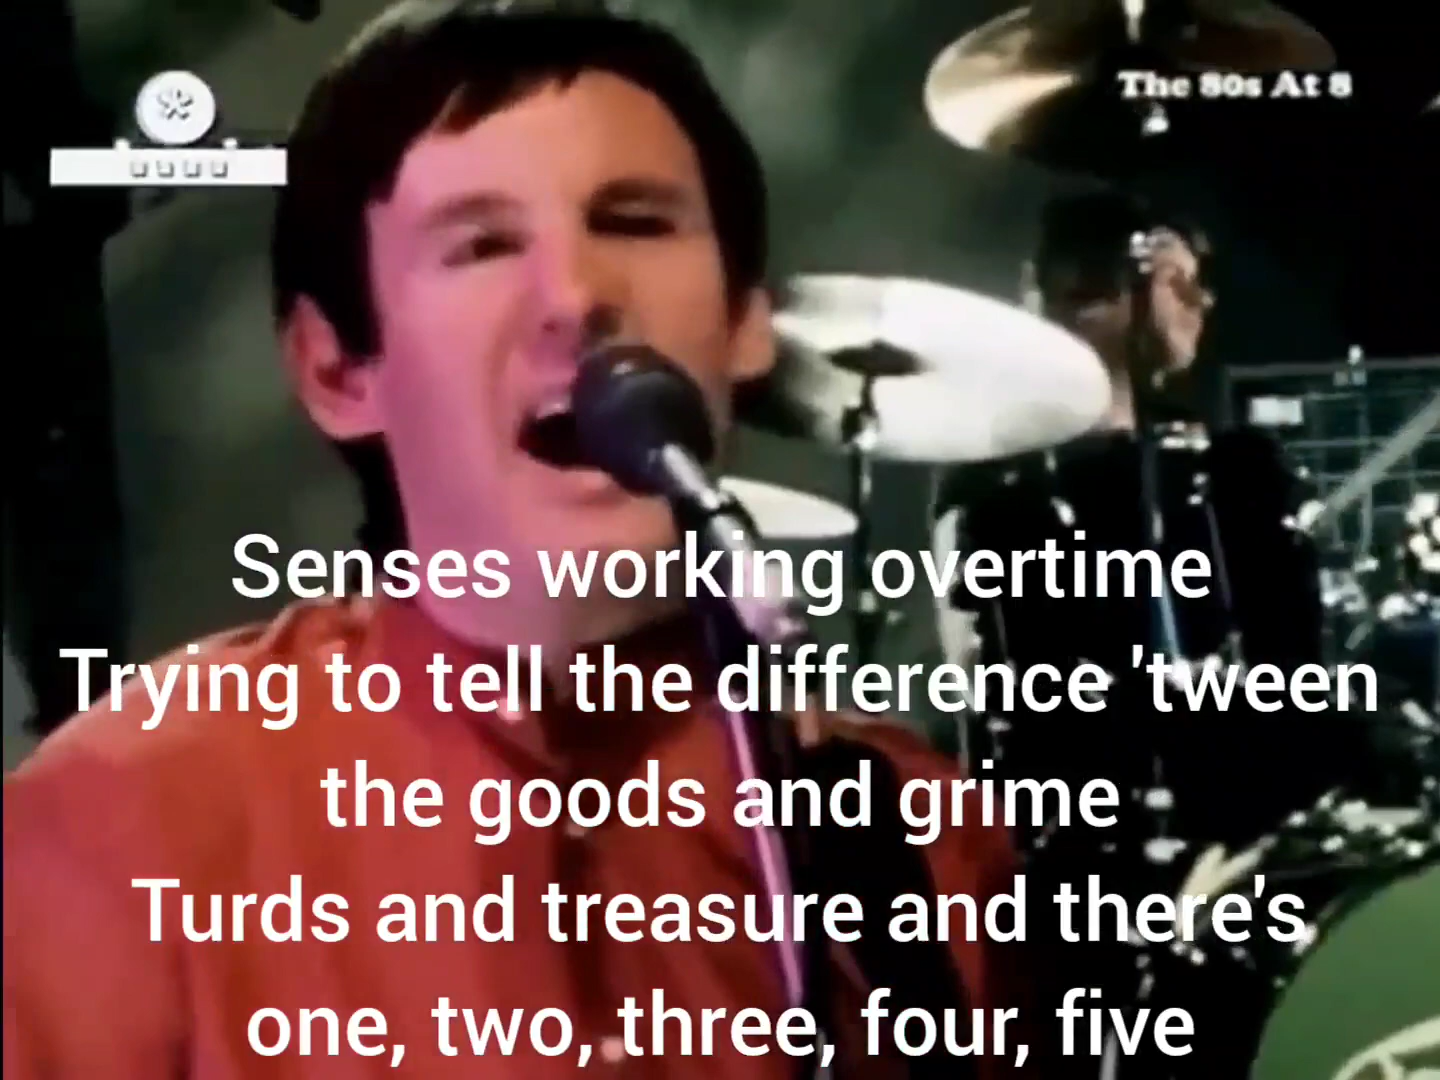 The 80s At 8
Senses working overtime
Trying to tell the difference 'tween
the goods and grime
Turds and treasure and there's
one, two, three, four, five